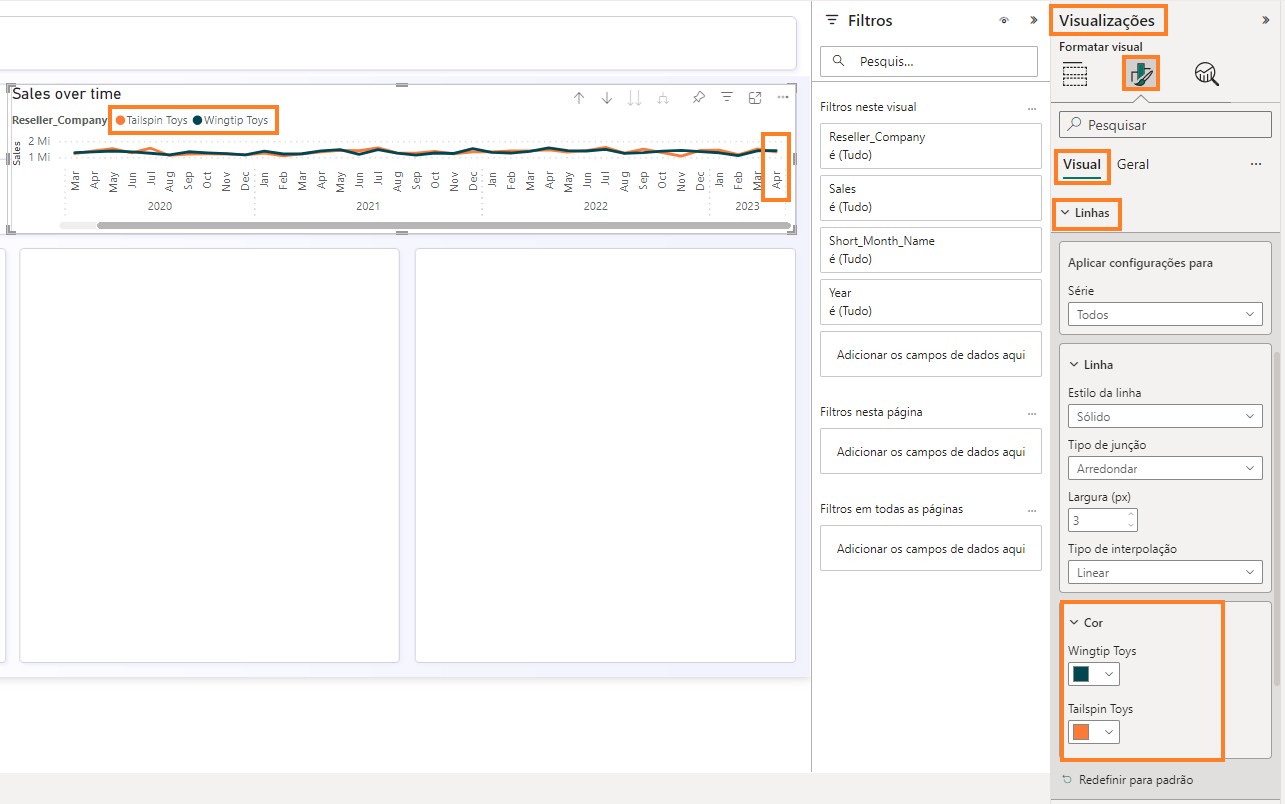 Sales over time
Reseller_Company Tailspin Toys Wingtip Toys
Sales
2 Mi
1 Mi
Mar Apr May Jun Jul Aug Sep Oct Nov Dec Jan Feb Mar Apr May Jun Jul Aug Sep Oct Nov Dec Jan Feb Mar Apr May Jun Jul Aug Sep Oct Nov Dec Jan Feb Mar Apr
2020 2021 2022 2023
Filtros
Pesquis...
Filtros neste visual ...
Reseller_Company
é (Tudo)
Sales
é (Tudo)
Short_Month_Name
é (Tudo)
Year
é (Tudo)
Adicionar os campos de dados aqui
Filtros nesta página ...
Adicionar os campos de dados aqui
Filtros em todas as páginas ...
Adicionar os campos de dados aqui
Visualizações
Formatar visual
Pesquisar
Visual Geral ...
Linhas
Aplicar configurações para
Série
Todos
Linha
Estilo da linha
Sólido
Tipo de junção
Arredondar
Largura (px)
3
Tipo de interpolação
Linear
Cor
Wingtip Toys
Tailspin Toys
Redefinir para padrão